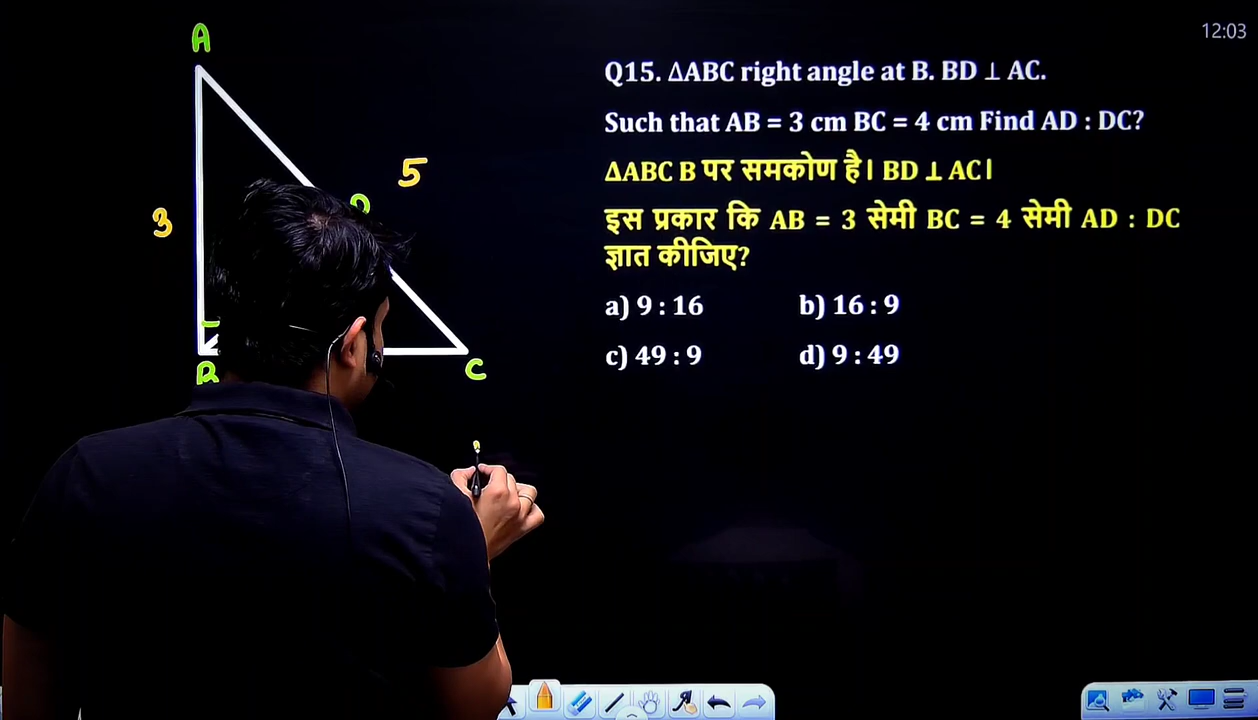 12:03
A
Q15. ΔABC right angle at B. BD ⊥ AC.
Such that AB = 3 cm BC = 4 cm Find AD : DC?
ΔABC B पर समकोण है। BD ⊥ AC।
इस प्रकार कि AB = 3 सेमी BC = 4 सेमी AD : DC
ज्ञात कीजिए?
5
3
B
C
a) 9 : 16 b) 16 : 9
c) 49 : 9 d) 9 : 49